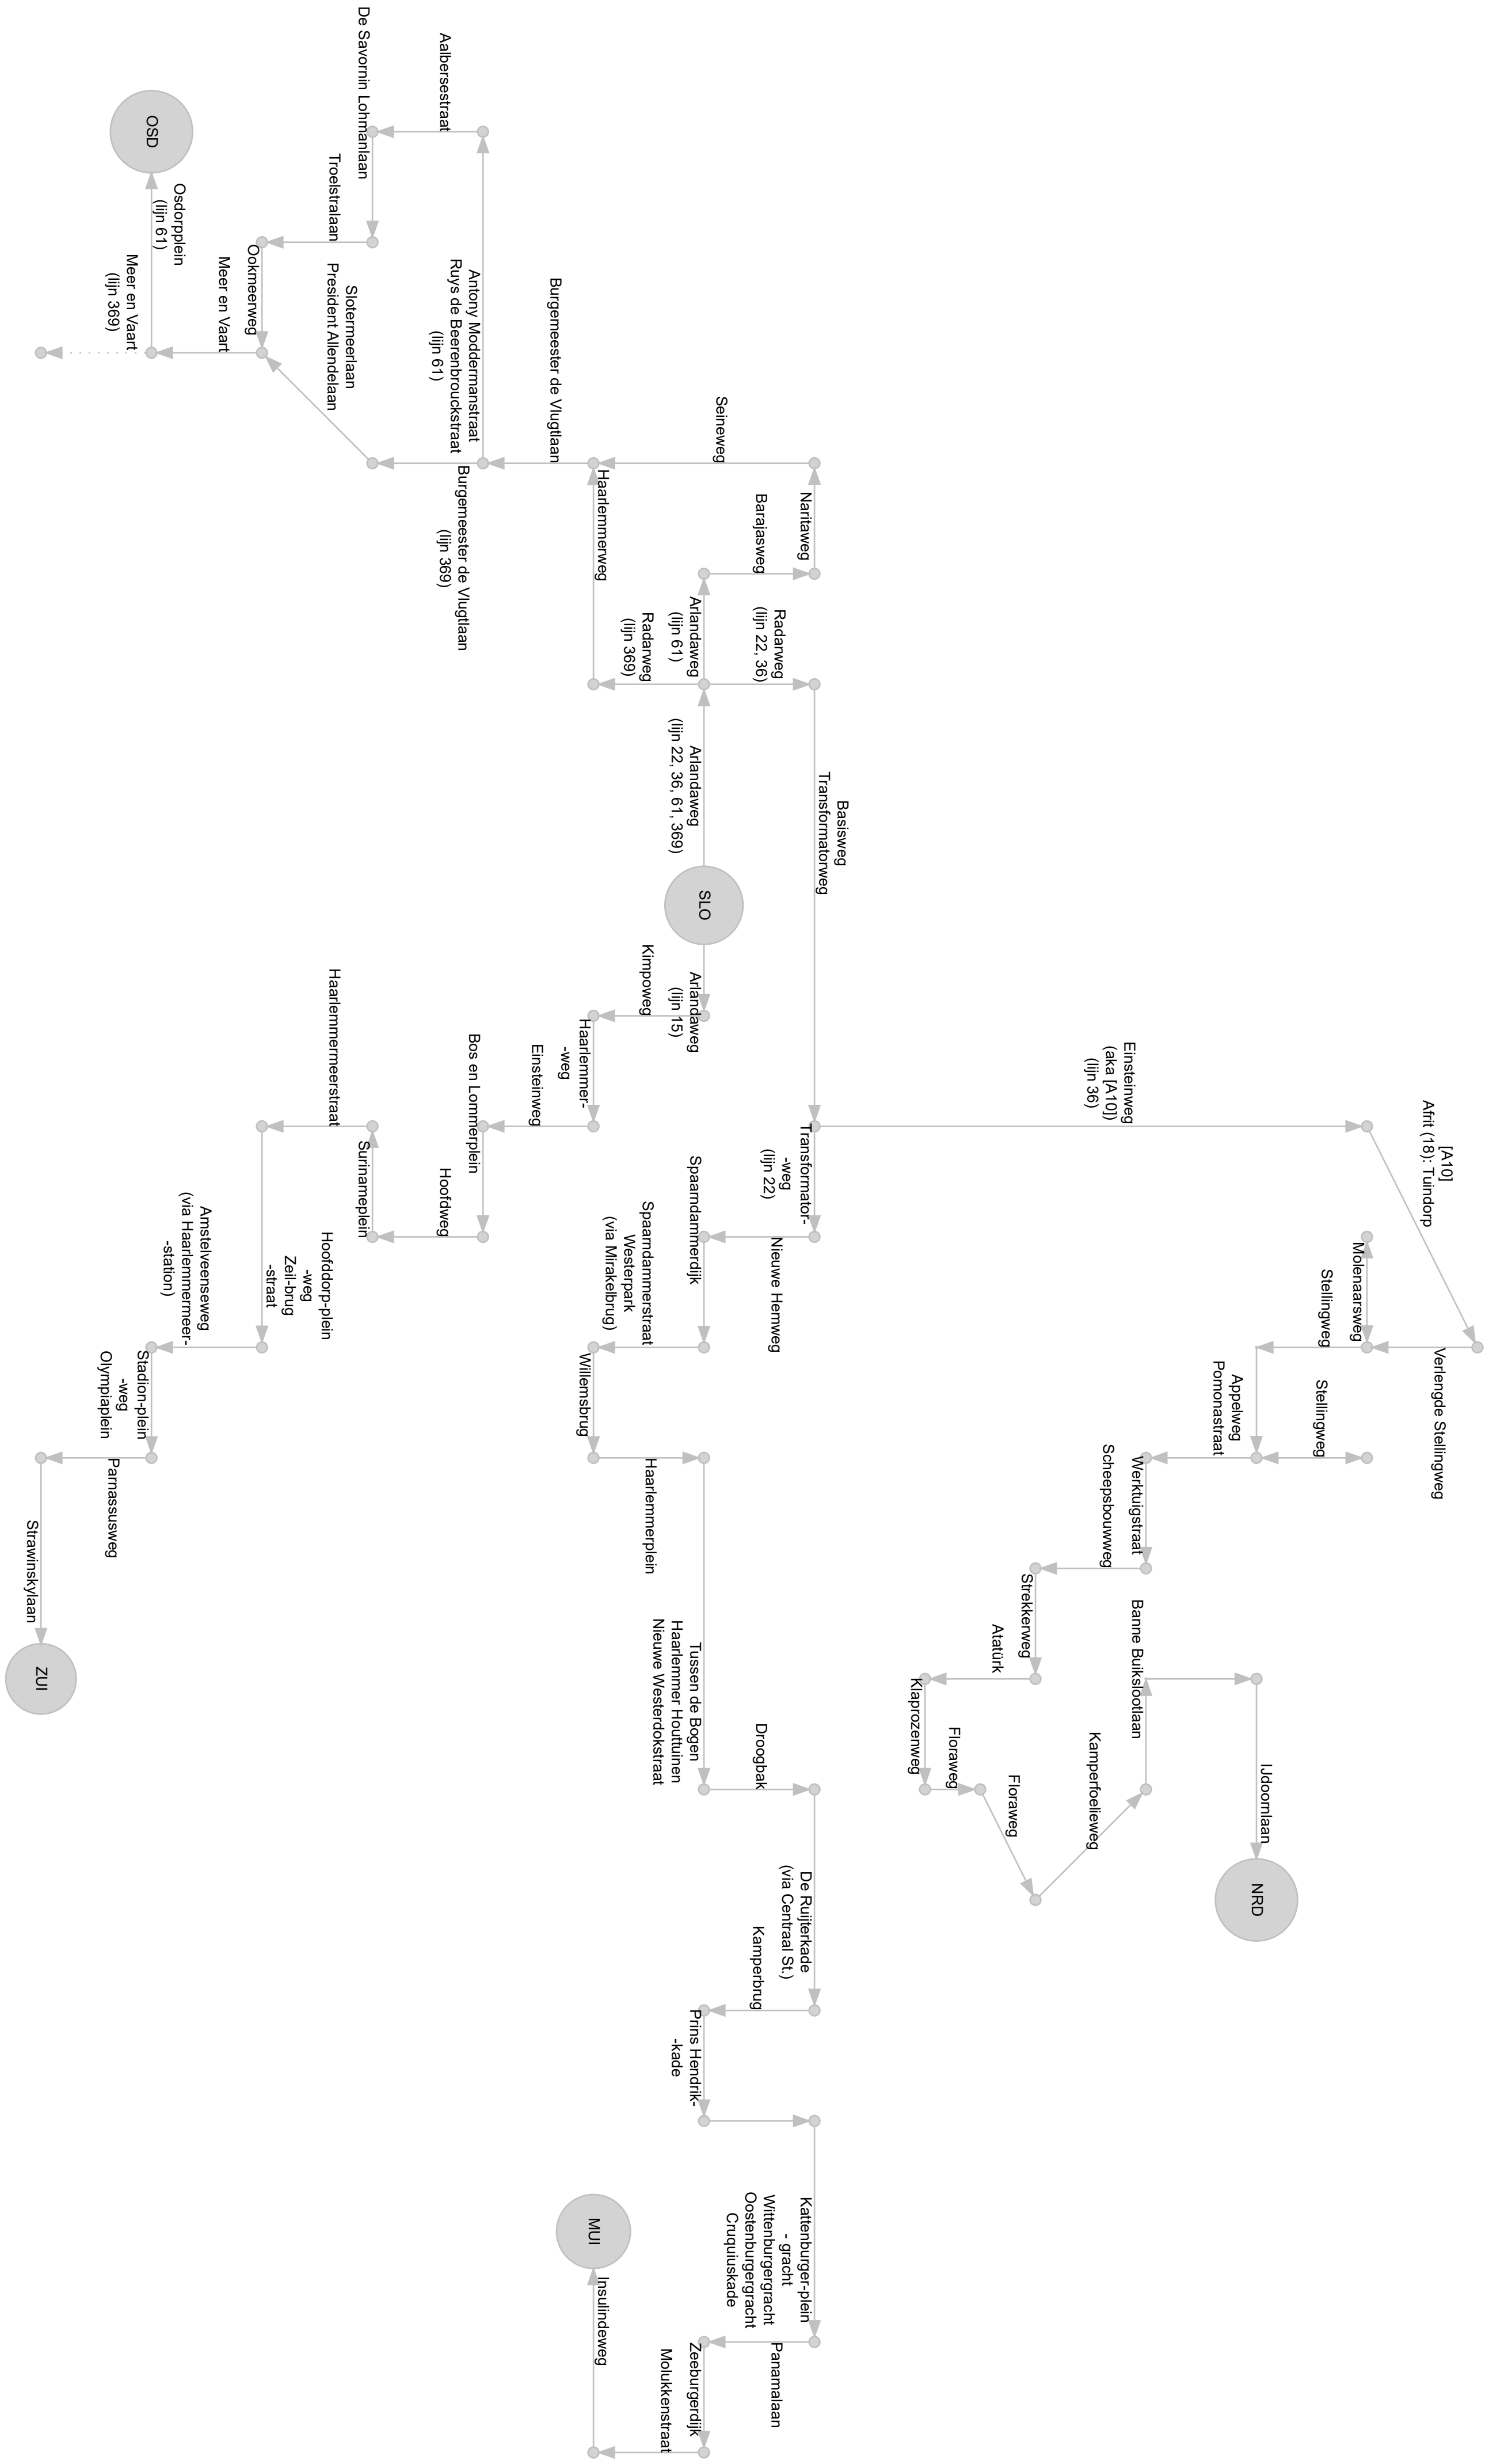 De Savornin Lohmanlaan
Aalbersestraat
OSD
Troelstralaan
Osdorpplein
(lijn 61)
Meer en Vaart
(lijn 369)
Meer en Vaart
Ookmeerweg
Slotermeerlaan
President Allendelaan
Antony Moddermanstraat
Ruys de Beerenbrouckstraat
(lijn 61)
Burgemeester de Vlugtlaan
Burgemeester de Vlugtlaan
(lijn 369)
Seineweg
Haarlemmerweg
Barajasweg
Naritaweg
Arlandaweg
(lijn 61)
Radarweg
(lijn 369)
Radarweg
(lijn 22, 36)
Arlandaweg
(lijn 22, 36, 61, 369)
Basisweg
Transformatorweg
SLO
Arlandaweg
(lijn 15)
Kimpoweg
Haarlemmer-
-weg
Einsteinweg
Bos en Lommerplein
Hoofdweg
Surinameplein
Haarlemmermeerstraat
Hoofddorp-plein
-weg
Zeil-brug
-straat
Amstelveenseweg
(via Haarlemmermeer-
-station)
Stadion-plein
-weg
Olympiaplein
Parnassusweg
Strawinskylaan
ZUI
Transformator-
-weg
(lijn 22)
Nieuwe Hemweg
Spaarndammerdijk
Spaarndammerstraat
Westerpark
(via Mirakelbrug)
Willemsbrug
Haarlemmerplein
Tussen de Bogen
Haarlemmer Houttuinen
Nieuwe Westerdokstraat
Droogbak
De Ruijterkade
(via Centraal St.)
Kamperbrug
Prins Hendrik-
-kade
Kattenburger-plein
- gracht
Wittenburgergracht
Oostenburgergracht
Cruquiuskade
Panamalaan
Zeeburgerdijk
Molukkenstraat
Insulindeweg
MUI
Einsteinweg
(aka [A10])
(lijn 36)
[A10]
Afrit (18): Tuindorp
Verlengde Stellingweg
Molenaarsweg
Stellingweg
Appelweg
Pomonastraat
Stellingweg
Werktuigstraat
Scheepsbouwweg
Strekkerweg
Atatürk
Klaprozenweg
Floraweg
Floraweg
Kamperfoelieweg
Banne Buikslootlaan
IJdoornlaan
NRD